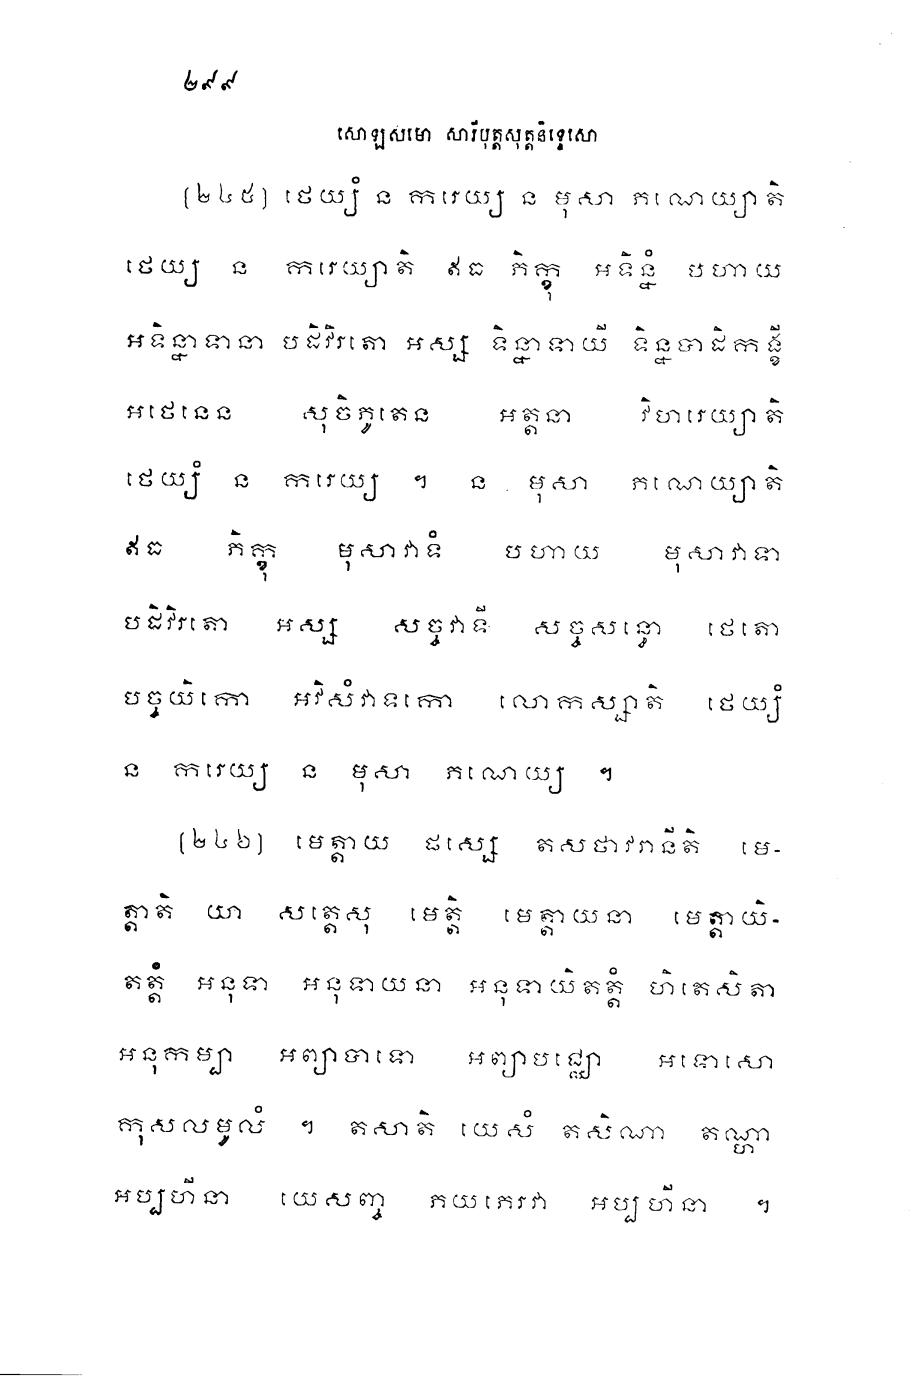 ២៩៩
សោឡសមោ សារីបុត្តសុត្តនិទ្ទេសោ
(២៤៥) ថេយ្យំ ន ការេយ្យ ន មុសា ភណេយ្យាតិ
ថេយ្យ ន ការេយ្យាតិ ឥធ ភិក្ខុ អទិន្នំ បហាយ
អទិន្នាទានា បដិវិរតោ អស្ស ទិន្នាទាយី ទិន្នបាដិកង្ខី
អថេនេន សុចិភូតេន អត្តនា វិហរេយ្យាតិ
ថេយ្យំ ន ការេយ្យ ។ ន មុសា ភណេយ្យាតិ
ឥធ ភិក្ខុ មុសាវាទំ បហាយ មុសាវាទា
បដិវិរតោ អស្ស សច្ចវាទី សច្ចសន្ធោ ថេតោ
បច្ចយិកោ អវិសំវាទកោ លោកស្សាតិ ថេយ្យំ
ន ការេយ្យ ន មុសា ភណេយ្យ ។
(២៤៦) មេត្តាយ ផស្សេ តសថាវរានីតិ មេ-
ត្តាតិ យា សត្តេសុ មេត្តិ មេត្តាយនា មេត្តាយិ-
តត្តំ អនុទា អនុទាយនា អនុទាយិតត្តំ ហិតេសិតា
អនុកម្បា អព្យាបាទោ អព្យាបជ្ឈោ អទោសោ
កុសលមូលំ ។ តសាតិ យេសំ តសិណា តណ្ហា
អប្បហីនា យេសញ្ច ភយភេរវា អប្បហីនា ។